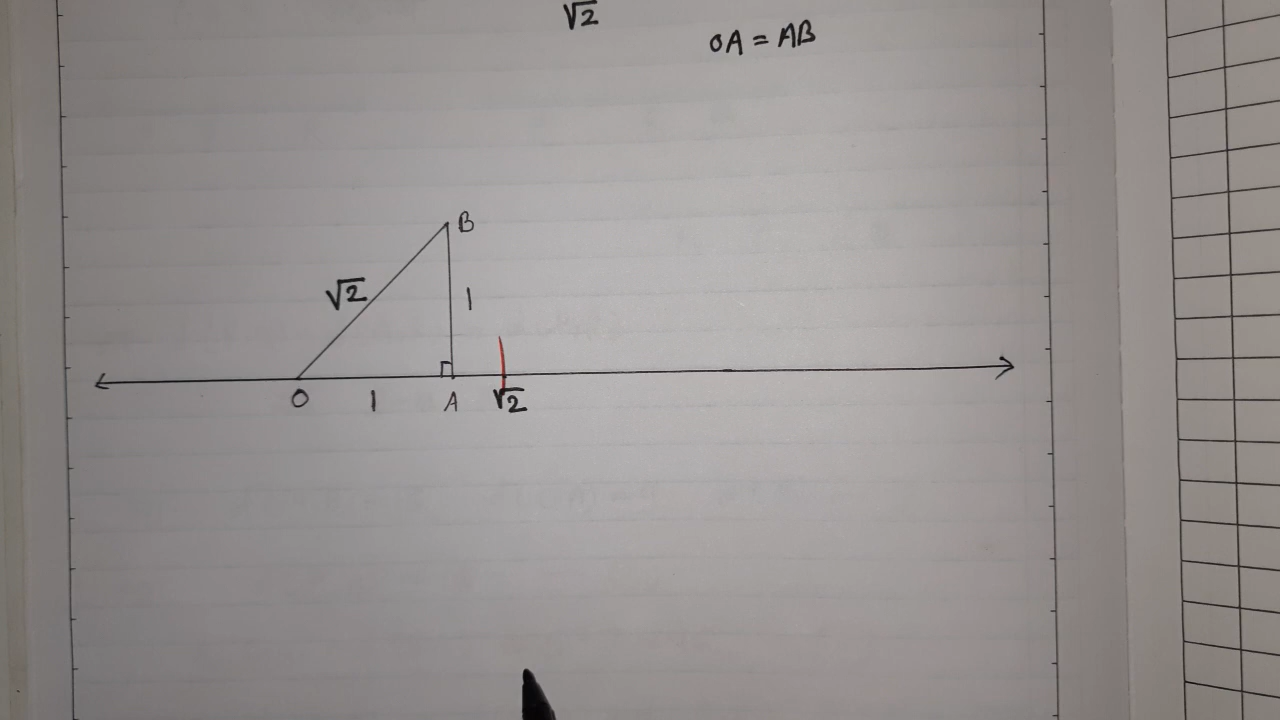 √2
OA = AB
B
√2
1
O 1 A √2